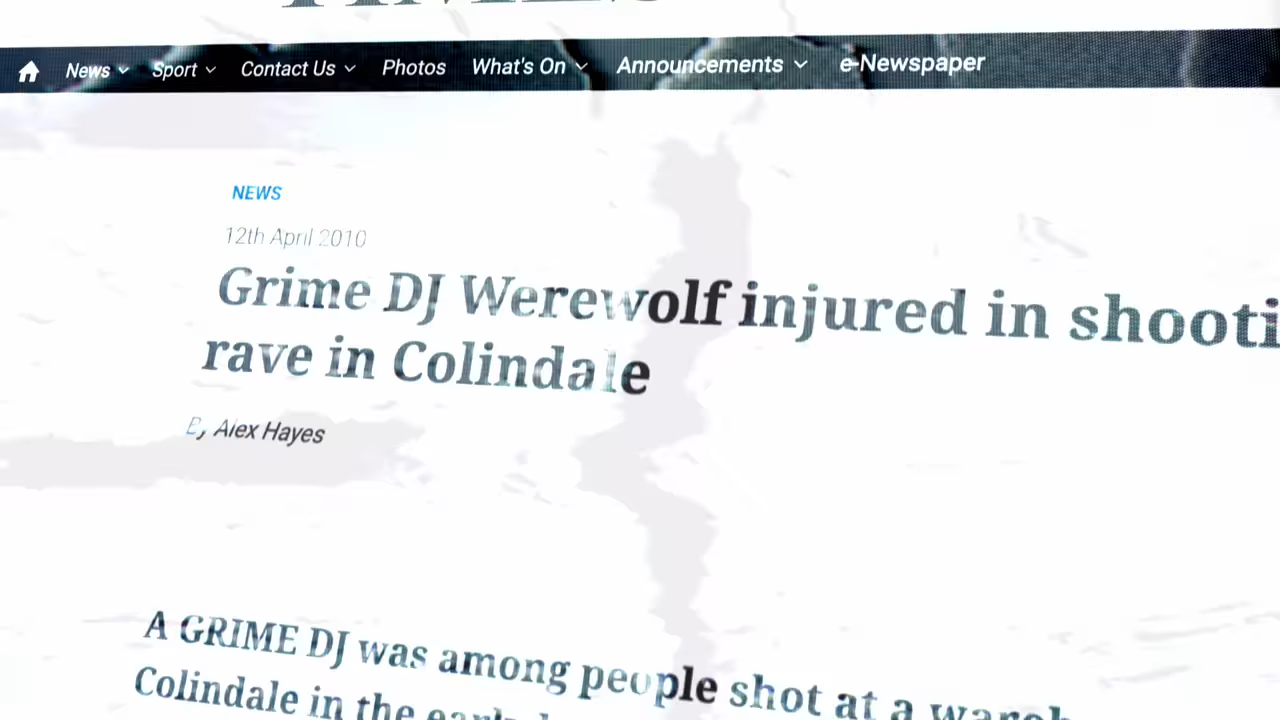 News Sport Contact Us Photos What's On Announcements e-Newspaper
NEWS
12th April 2010
Grime DJ Werewolf injured in shooti
rave in Colindale
By Alex Hayes
A GRIME DJ was among people shot at a
Colindale in the